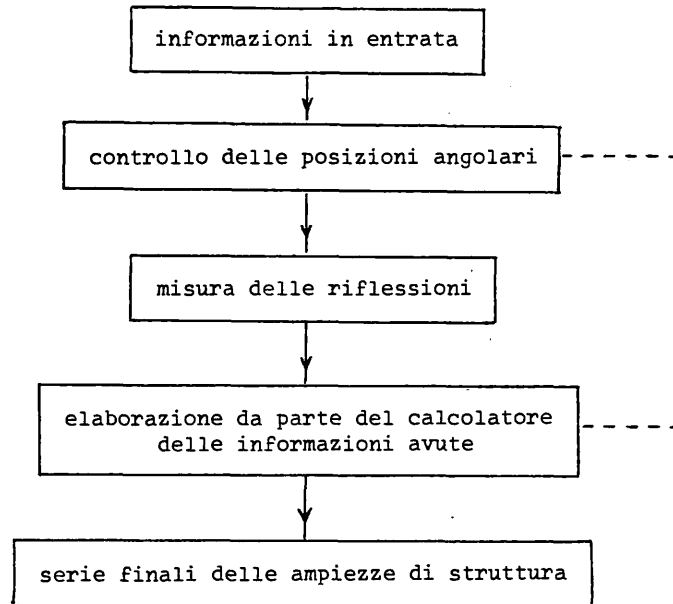 informazioni in entrata
controllo delle posizioni angolari
misura delle riflessioni
elaborazione da parte del calcolatore
delle informazioni avute
serie finali delle ampiezze di struttura